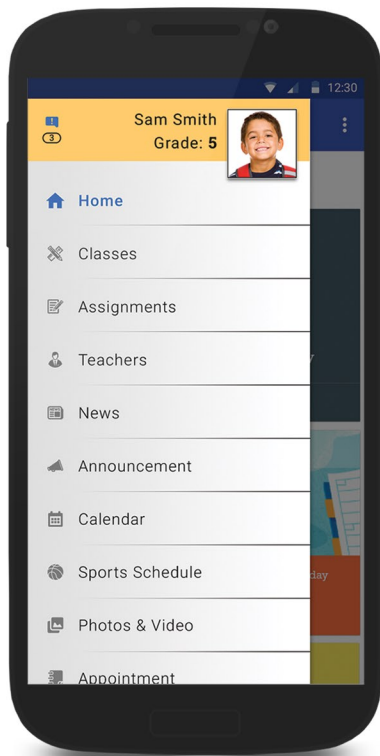 12:30
Sam Smith
3
Grade: 5
Home
Classes
Assignments
Teachers
News
Announcement
Calendar
Sports Schedule
day
Photos & Video
Appointment